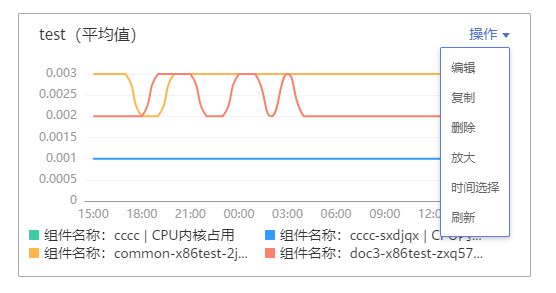 test（平均值）
操作
编辑
复制
删除
放大
时间选择
刷新
0.003
0.0025
0.002
0.0015
0.001
0.0005
0
15:00 18:00 21:00 00:00 03:00 06:00 09:00 12:0
组件名称：cccc | CPU内核占用 组件名称：cccc-sxdjqx | CPU内...
组件名称：common-x86test-2j... 组件名称：doc3-x86test-zxq57...